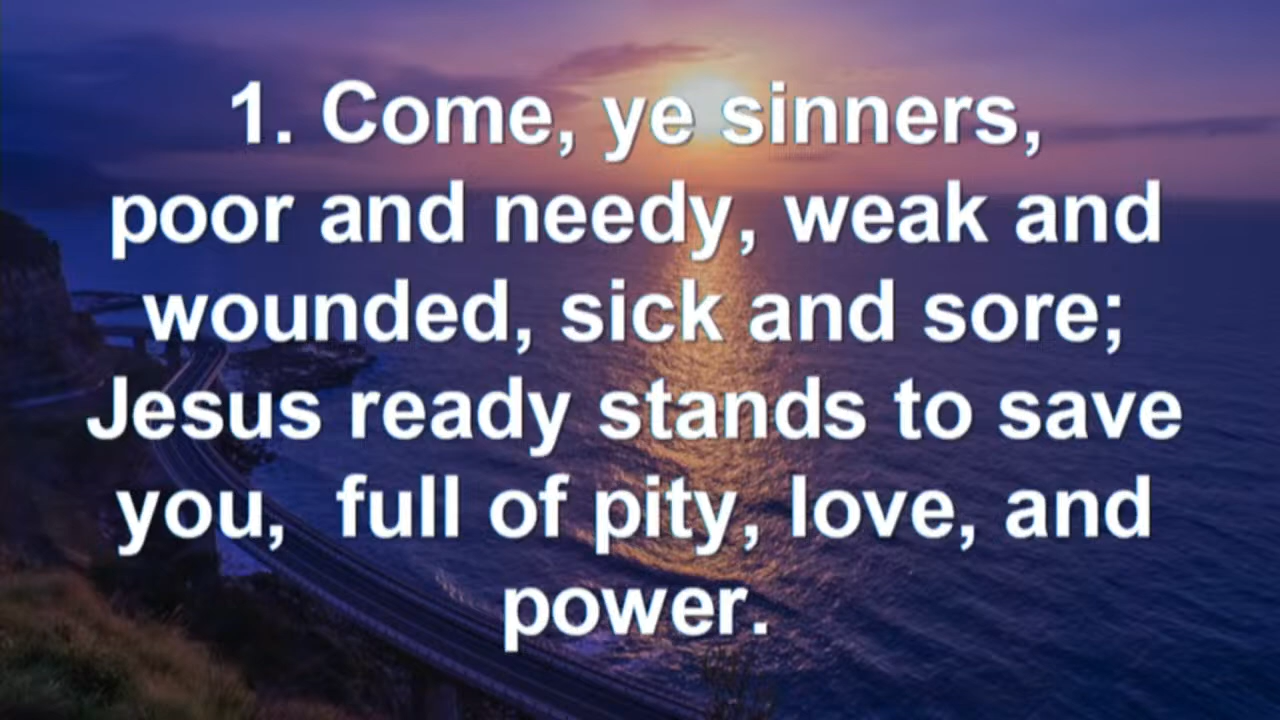 1. Come, ye sinners,
poor and needy, weak and
wounded, sick and sore;
Jesus ready stands to save
you,  full of pity, love, and
power.